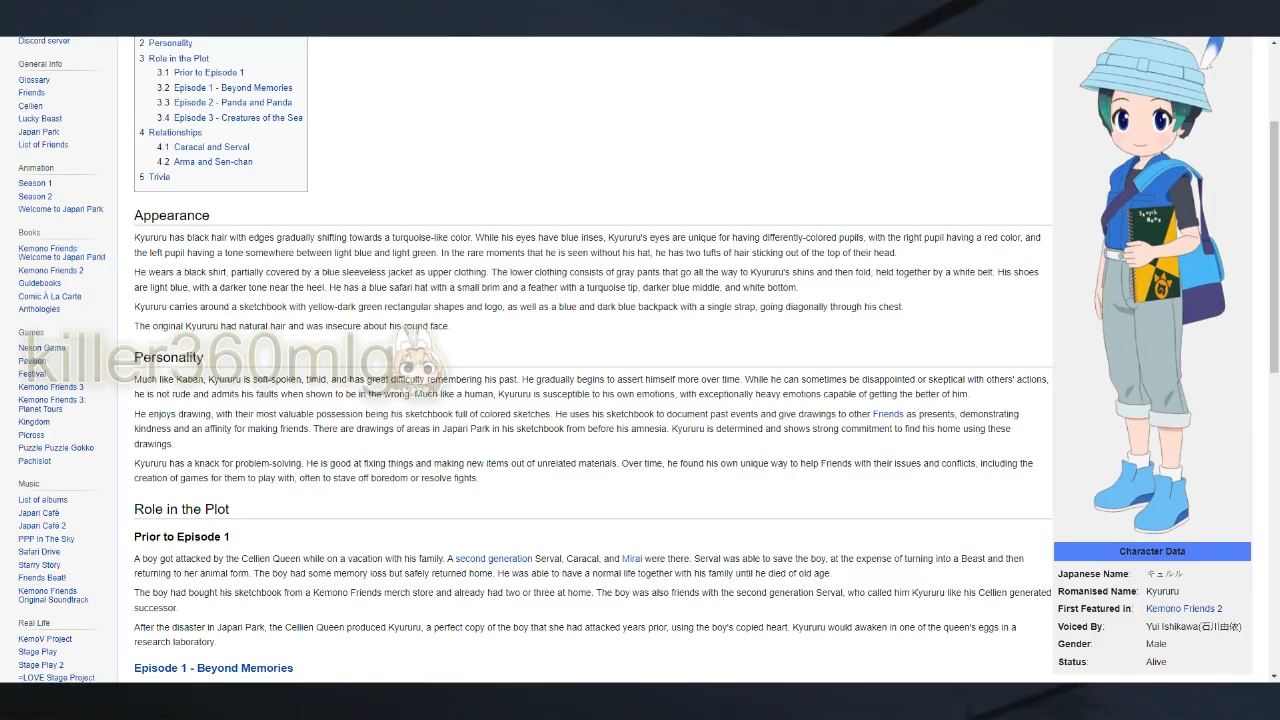 Discord server
General Info
Glossary
Friends
Cellien
Lucky Beast
Japari Park
List of Friends
Animation
Season 1
Season 2
Welcome to Japari Park
Books
Kemono Friends:
Welcome to Japari Park!
Kemono Friends 2
Guidebooks
Comic À La Carte
Anthologies
Games
Nexon Game
Pavilion
Festival
Kemono Friends 3
Kemono Friends 3:
Planet Tours
Kingdom
Picross
Puzzle Puzzle Gokko
Pachislot
Music
List of albums
Japari Café
Japari Café 2
PPP In The Sky
Safari Drive
Starry Story
Friends Beat!
Kemono Friends
Original Soundtrack
Real Life
KemoV Project
Stage Play
Stage Play 2
=LOVE Stage Project
2 Personality
3 Role in the Plot
3.1 Prior to Episode 1
3.2 Episode 1 - Beyond Memories
3.3 Episode 2 - Panda and Panda
3.4 Episode 3 - Creatures of the Sea
4 Relationships
4.1 Caracal and Serval
4.2 Arma and Sen-chan
5 Trivia
Appearance
Kyururu has black hair with edges gradually shifting towards a turquoise-like color. While his eyes have blue irises, Kyururu's eyes are unique for having differently-colored pupils, with the right pupil having a red color, and
the left pupil having a tone somewhere between light blue and light green. In the rare moments that he is seen without his hat, he has two tufts of hair sticking out of the top of their head.
He wears a black shirt, partially covered by a blue sleeveless jacket as upper clothing. The lower clothing consists of gray pants that go all the way to Kyururu's shins and then fold, held together by a white belt. His shoes
are light blue, with a darker tone near the heel. He has a blue safari hat with a small brim and a feather with a turquoise tip, darker blue middle, and white bottom.
Kyururu carries around a sketchbook with yellow-dark green rectangular shapes and logo, as well as a blue and dark blue backpack with a single strap, going diagonally through his chest.
The original Kyururu had natural hair and was insecure about his round face.
killer360mlg
Personality
Much like Kaban, Kyururu is soft-spoken, timid, and has great difficulty remembering his past. He gradually begins to assert himself more over time. While he can sometimes be disappointed or skeptical with others' actions,
he is not rude and admits his faults when shown to be in the wrong. Much like a human, Kyururu is susceptible to his own emotions, with exceptionally heavy emotions capable of getting the better of him.
He enjoys drawing, with their most valuable possession being his sketchbook full of colored sketches. He uses his sketchbook to document past events and give drawings to other Friends as presents, demonstrating
kindness and an affinity for making friends. There are drawings of areas in Japari Park in his sketchbook from before his amnesia. Kyururu is determined and shows strong commitment to find his home using these
drawings.
Kyururu has a knack for problem-solving. He is good at fixing things and making new items out of unrelated materials. Over time, he found his own unique way to help Friends with their issues and conflicts, including the
creation of games for them to play with, often to stave off boredom or resolve fights.
Role in the Plot
Prior to Episode 1
A boy got attacked by the Cellien Queen while on a vacation with his family. A second generation Serval, Caracal, and Mirai were there. Serval was able to save the boy, at the expense of turning into a Beast and then
returning to her animal form. The boy had some memory loss but safely returned home. He was able to have a normal life together with his family until he died of old age.
The boy had bought his sketchbook from a Kemono Friends merch store and already had two or three at home. The boy was also friends with the second generation Serval, who called him Kyururu like his Cellien generated
successor.
After the disaster in Japari Park, the Cellien Queen produced Kyururu, a perfect copy of the boy that she had attacked years prior, using the boy's copied heart. Kyururu would awaken in one of the queen's eggs in a
research laboratory.
Episode 1 - Beyond Memories
Character Data
Japanese Name: キュルル
Romanised Name: Kyururu
First Featured in: Kemono Friends 2
Voiced By: Yui Ishikawa(石川由依)
Gender: Male
Status: Alive